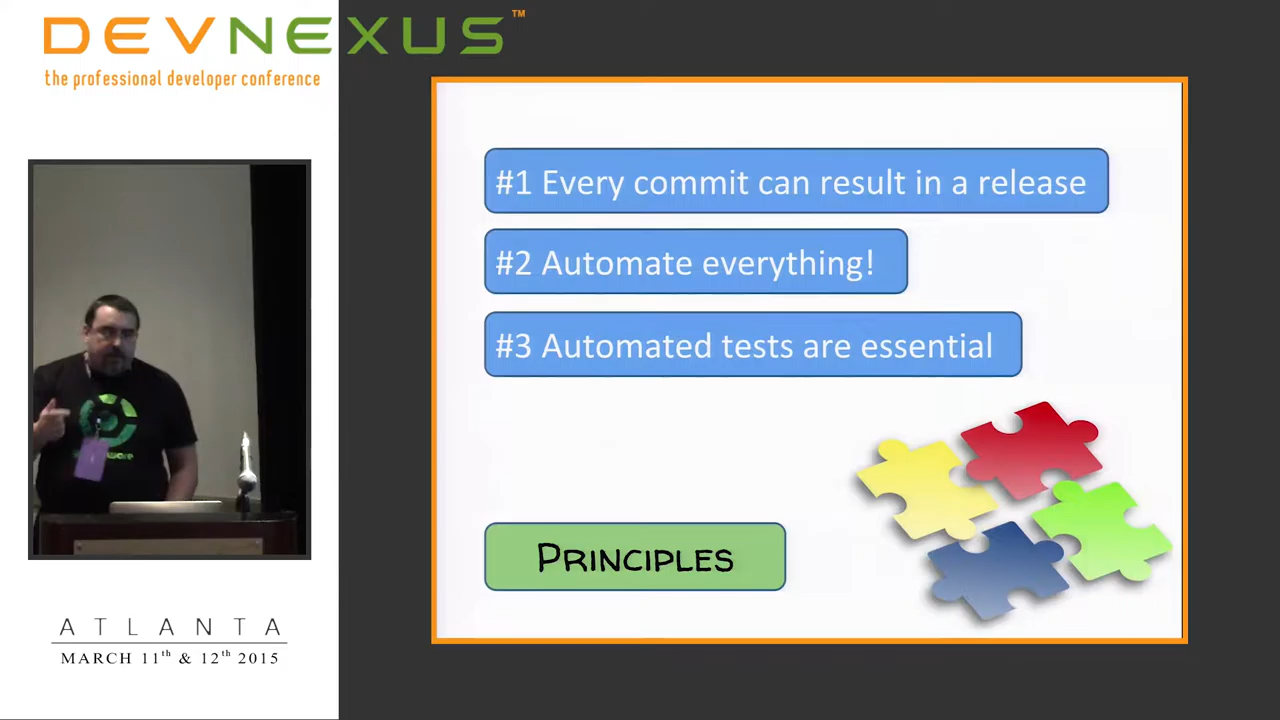 DEVNEXUS™
the professional developer conference
#1 Every commit can result in a release
#2 Automate everything!
#3 Automated tests are essential
PRINCIPLES
ATLANTA
MARCH 11th & 12th 2015